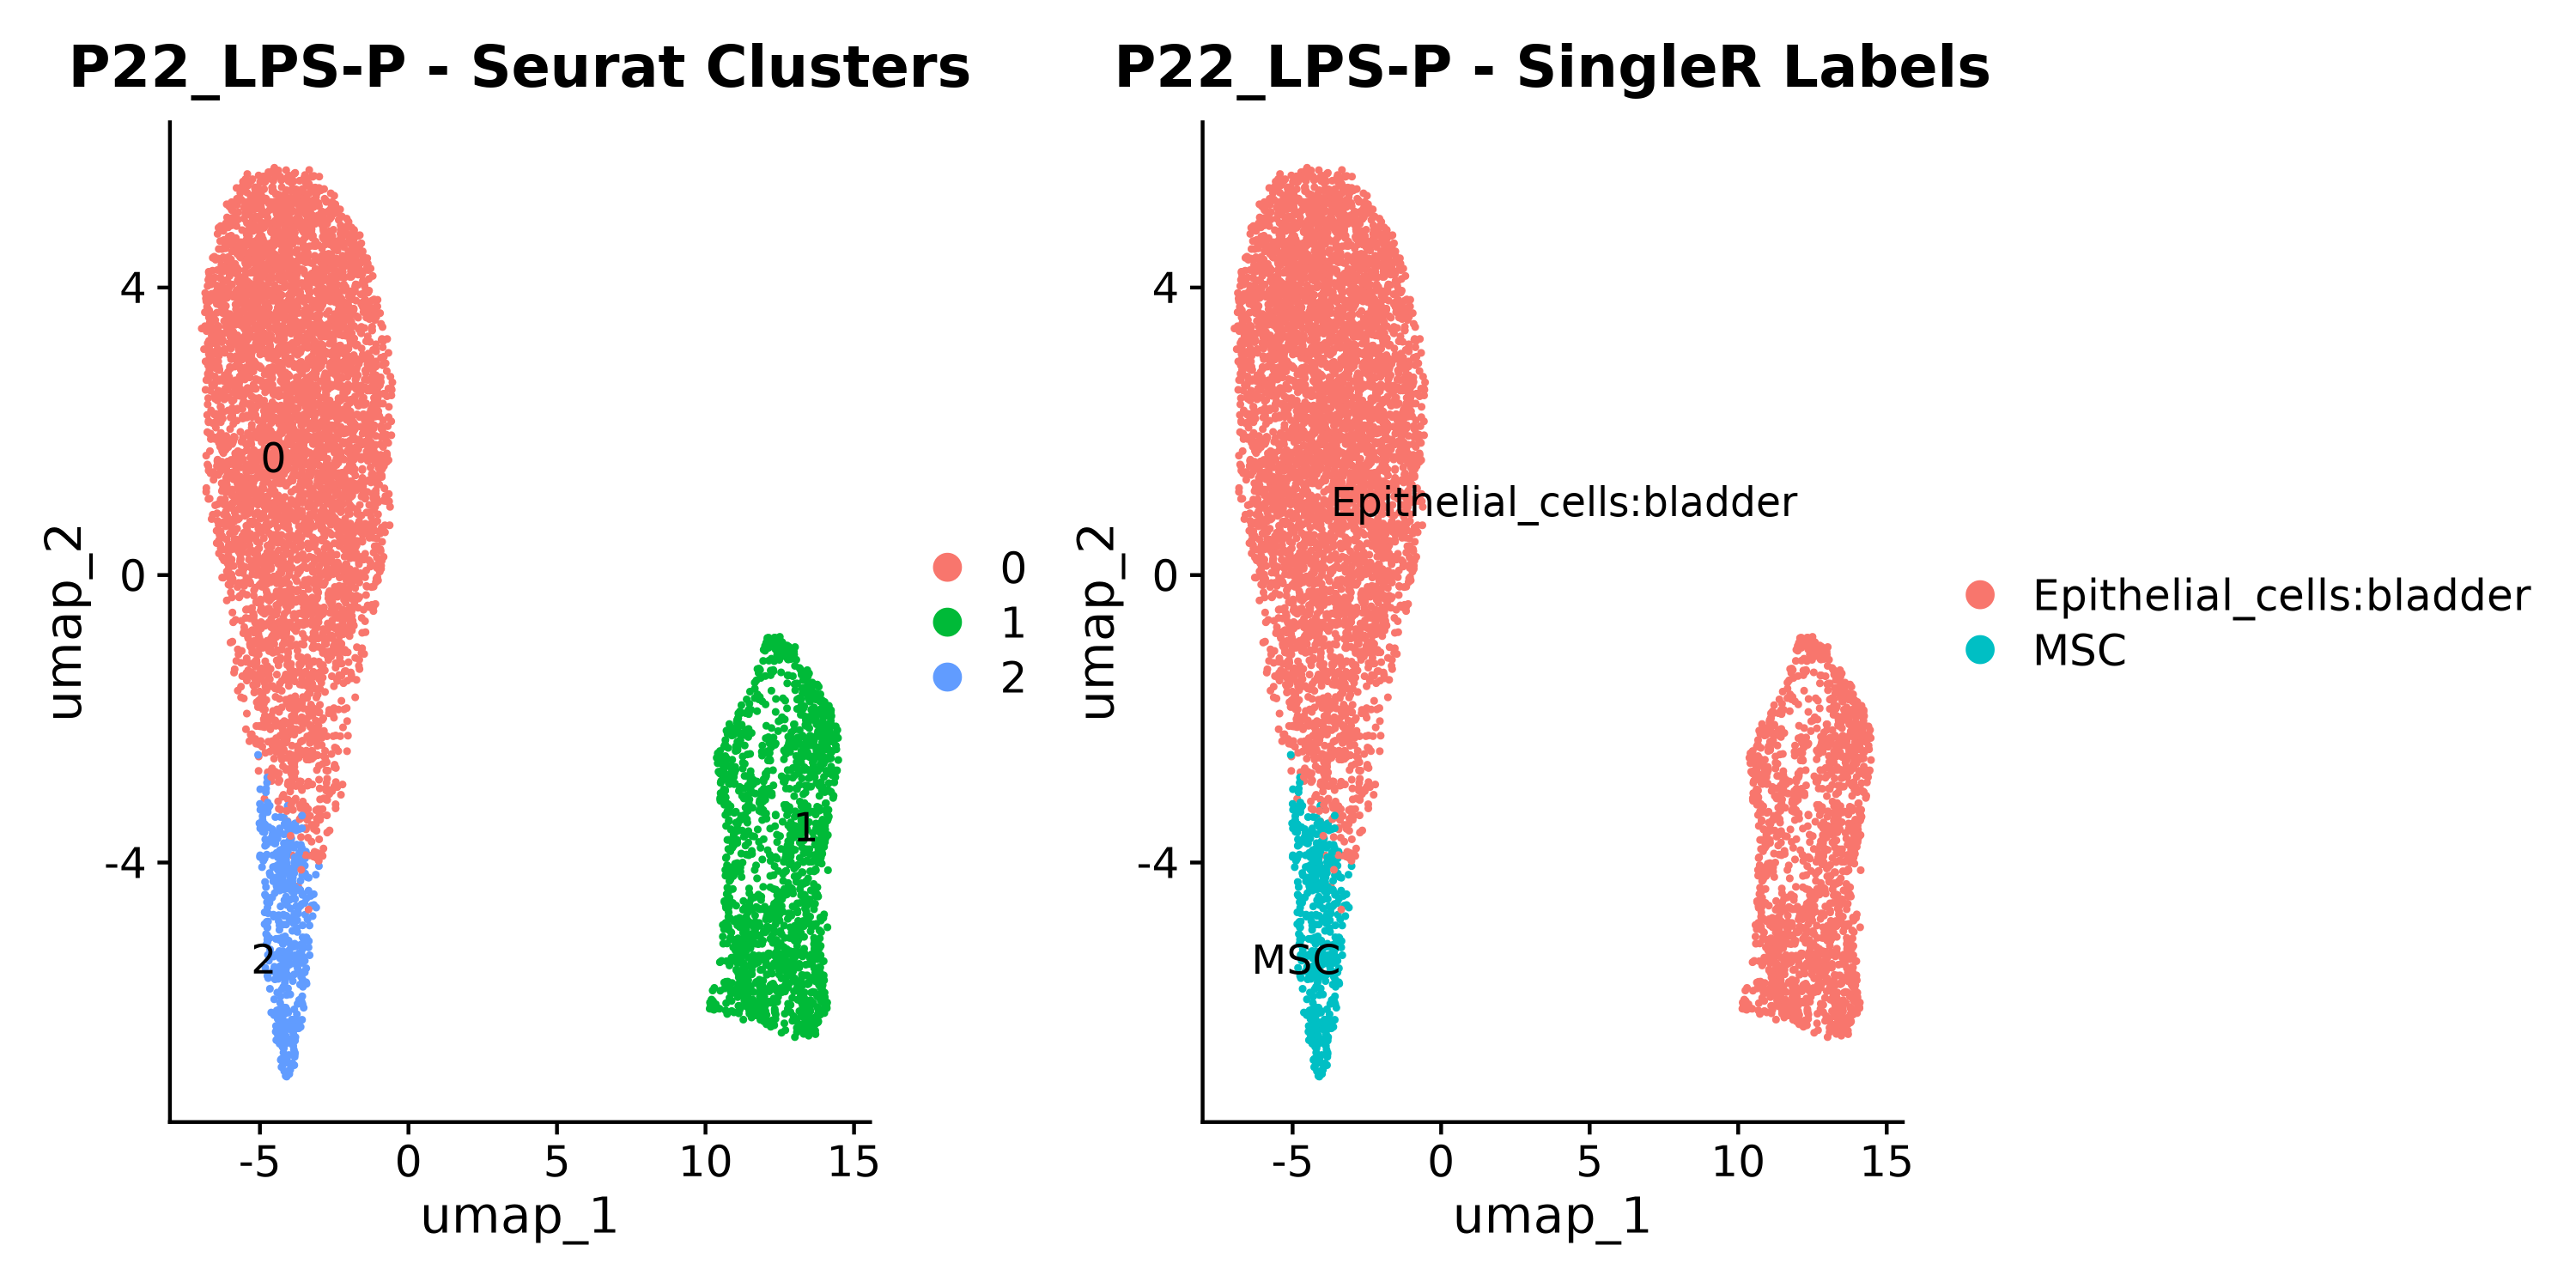 P22_LPS-P - Seurat Clusters
4
0
-4
umap_2
-5
0
5
10
15
umap_1
0
1
2
0
1
2
P22_LPS-P - SingleR Labels
4
0
-4
umap_2
-5
0
5
10
15
umap_1
Epithelial_cells:bladder
MSC
Epithelial_cells:bladder
MSC